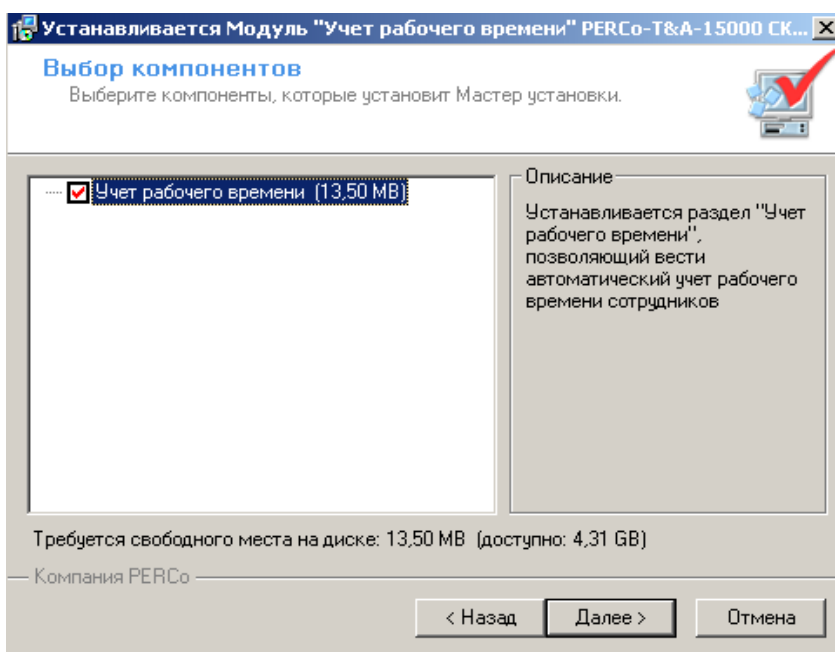 Устанавливается Модуль "Учет рабочего времени" PERCo-T&A-15000 СК...
Выбор компонентов
Выберите компоненты, которые установит Мастер установки.
Учет рабочего времени (13,50 MB)
Описание
Устанавливается раздел "Учет
рабочего времени",
позволяющий вести
автоматический учет рабочего
времени сотрудников
Требуется свободного места на диске: 13,50 MB (доступно: 4,31 GB)
Компания PERCo
< Назад
Далее >
Отмена